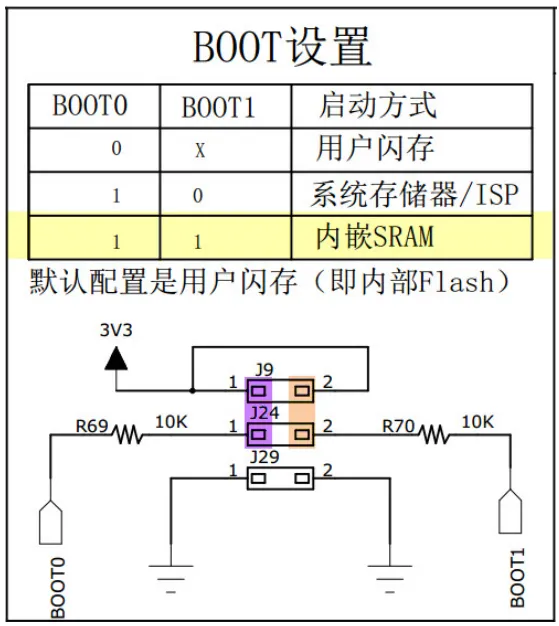 BOOT设置
BOOT0 BOOT1 启动方式
0 X 用户闪存
1 0 系统存储器/ISP
1 1 内嵌SRAM
默认配置是用户闪存（即内部Flash）
3V3
J9
1 2
J24
R69 10K 1 2 R70 10K
J29
1 2
BOOT0
BOOT1